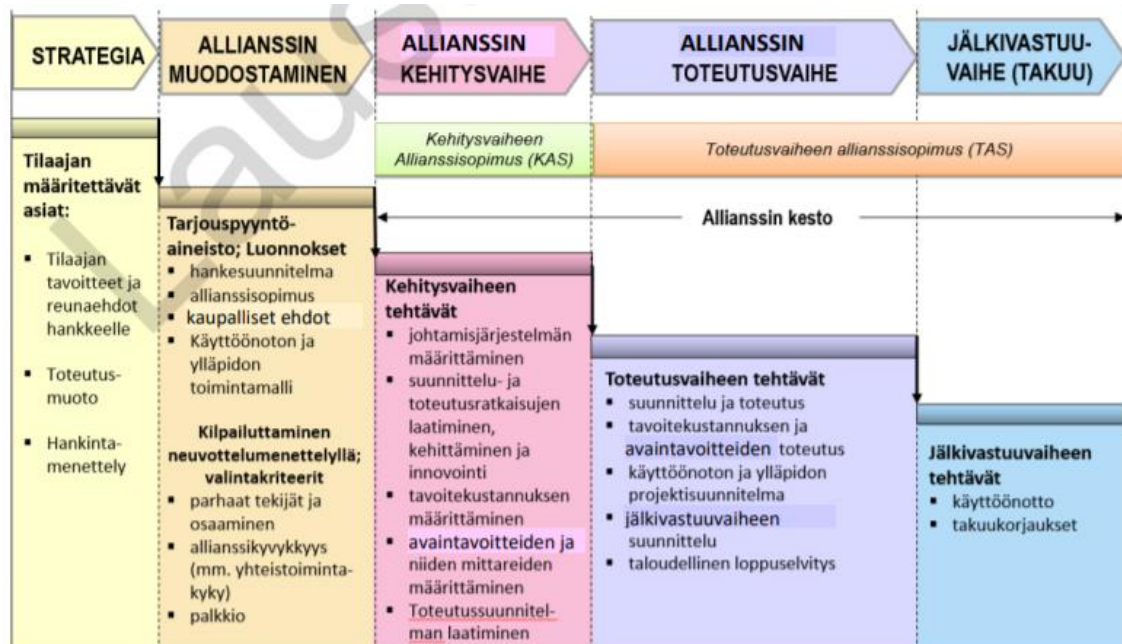 STRATEGIA
ALLIANSSIN
MUODOSTAMINEN
ALLIANSSIN
KEHITYSVAIHE
ALLIANSSIN
TOTEUTUSVAIHE
JÄLKIVASTUU-
VAIHE (TAKUU)
Kehitysvaiheen
Allianssisopimus (KAS)
Toteutusvaiheen allianssisopimus (TAS)
Allianssin kesto
Tilaajan
määritettävät
asiat:
▪ Tilaajan
tavoitteet ja
reunaehdot
hankkeelle
▪ Toteutus-
muoto
▪ Hankinta-
menettely
Tarjouspyyntö-
aineisto; Luonnokset
▪ hankesuunnitelma
▪ allianssisopimus
▪ kaupalliset ehdot
▪ Käyttöönoton ja
ylläpidon
toimintamalli
Kilpailuttaminen
neuvottelumenettelyllä;
valintakriteerit
▪ parhaat tekijät ja
osaaminen
▪ allianssikyvykkyys
(mm. yhteistoiminta-
kyky)
▪ palkkio
Kehitysvaiheen
tehtävät
▪ johtamisjärjestelmän
määrittäminen
▪ suunnittelu- ja
toteutusratkaisujen
laatiminen,
kehittäminen ja
innovointi
▪ tavoitekustannuksen
määrittäminen
▪ avaintavoitteiden ja
niiden mittareiden
määrittäminen
▪ Toteutussuunnitel-
man laatiminen
Toteutusvaiheen tehtävät
▪ suunnittelu ja toteutus
▪ tavoitekustannuksen ja
avaintavoitteiden toteutus
▪ käyttöönoton ja ylläpidon
projektisuunnitelma
▪ jälkivastuuvaiheen
suunnittelu
▪ taloudellinen loppuselvitys
Jälkivastuuvaiheen
tehtävät
▪ käyttöönotto
▪ takuukorjaukset
Laus